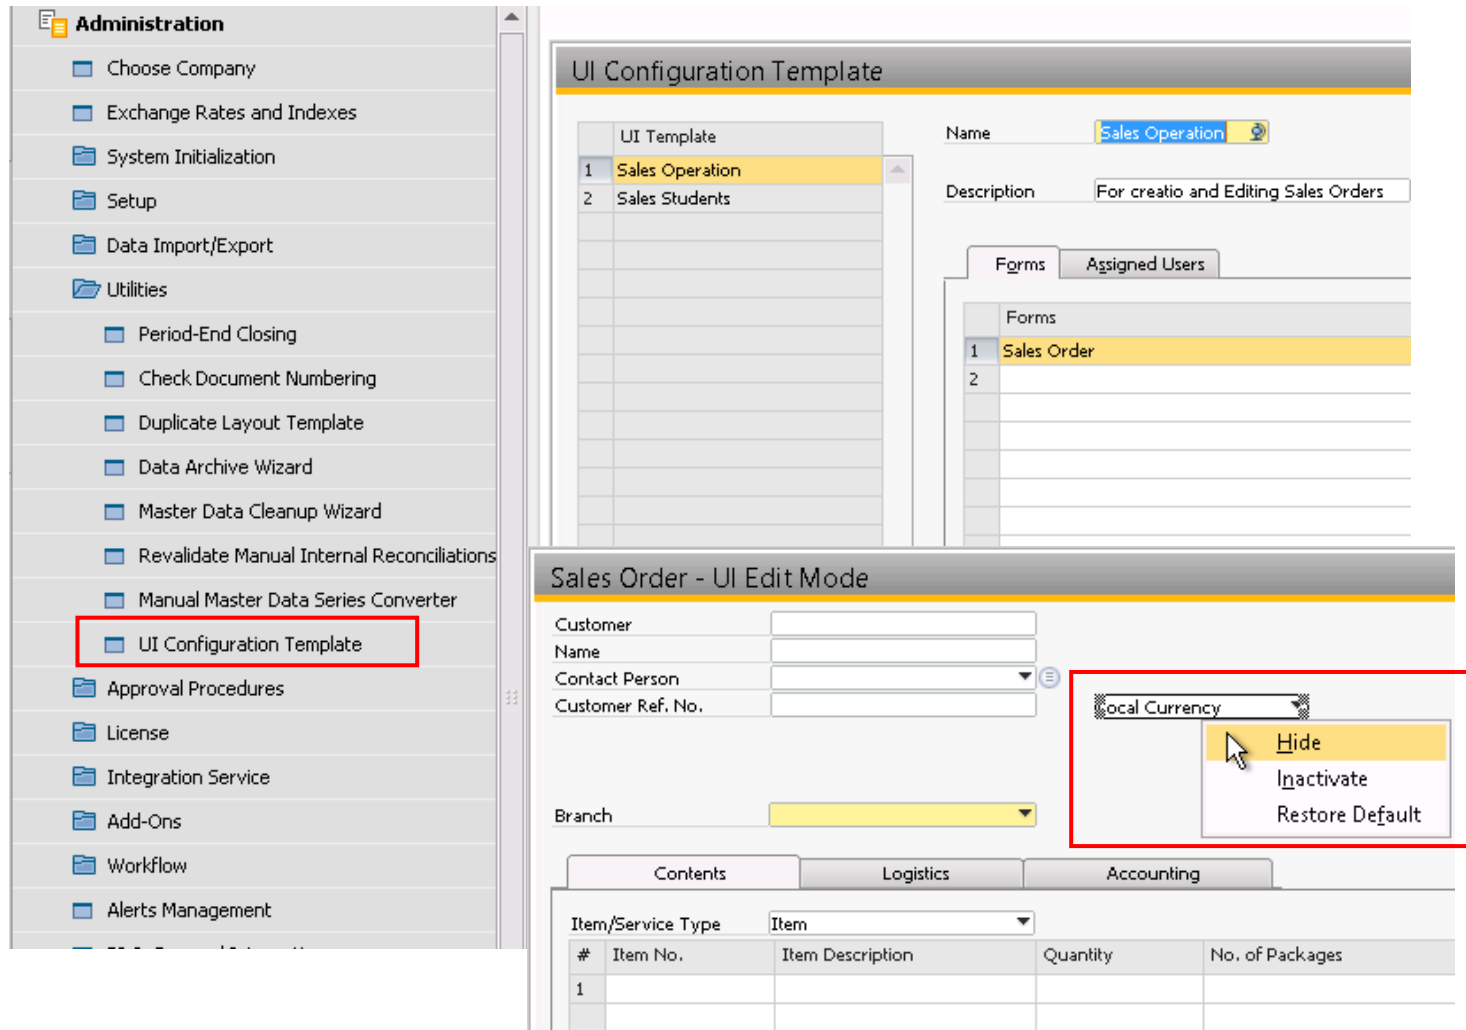 Administration
Choose Company
Exchange Rates and Indexes
System Initialization
Setup
Data Import/Export
Utilities
Period-End Closing
Check Document Numbering
Duplicate Layout Template
Data Archive Wizard
Master Data Cleanup Wizard
Revalidate Manual Internal Reconciliations
Manual Master Data Series Converter
UI Configuration Template
Approval Procedures
License
Integration Service
Add-Ons
Workflow
Alerts Management
UI Configuration Template
UI Template
1 Sales Operation
2 Sales Students
Name Sales Operation
Description For creatio and Editing Sales Orders
Forms Assigned Users
Forms
1 Sales Order
2
Sales Order - UI Edit Mode
Customer
Name
Contact Person
Customer Ref. No.
Local Currency
Hide
Inactivate
Restore Default
Branch
Contents Logistics Accounting
Item/Service Type Item
# Item No. Item Description Quantity No. of Packages
1